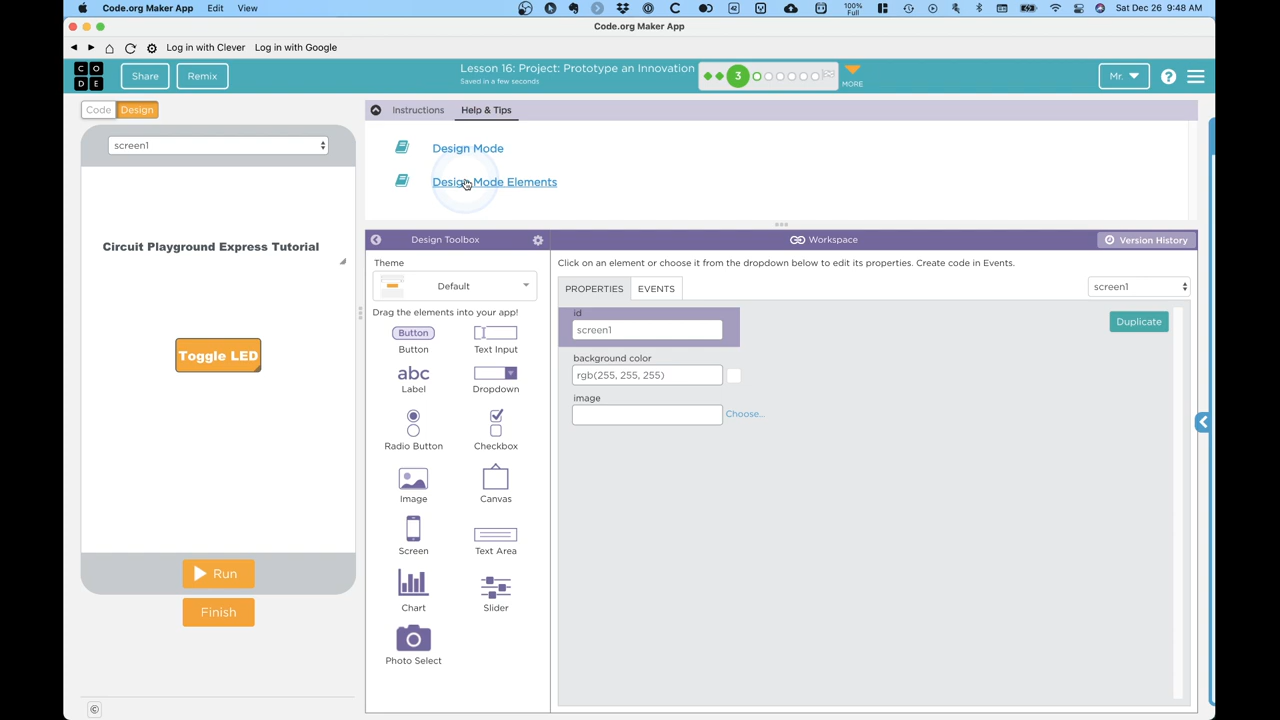 Code.org Maker App Edit View
42
100%
Full
Sat Dec 26 9:48 AM
Code.org Maker App
Log in with Clever Log in with Google
C O
D E
Share
Remix
Lesson 16: Project: Prototype an Innovation
Saved in a few seconds
3
MORE
Mr.
?
Code Design
Instructions
Help & Tips
screen1
Design Mode
Design Mode Elements
Circuit Playground Express Tutorial
Toggle LED
Run
Finish
©
Design Toolbox
Workspace
Version History
Theme
Default
Drag the elements into your app!
Button
Button
Text Input
abc
Label
Dropdown
Radio Button
Checkbox
Image
Canvas
Screen
Text Area
Chart
Slider
Photo Select
Click on an element or choose it from the dropdown below to edit its properties. Create code in Events.
PROPERTIES
EVENTS
screen1
id
screen1
Duplicate
background color
rgb(255, 255, 255)
image
Choose...